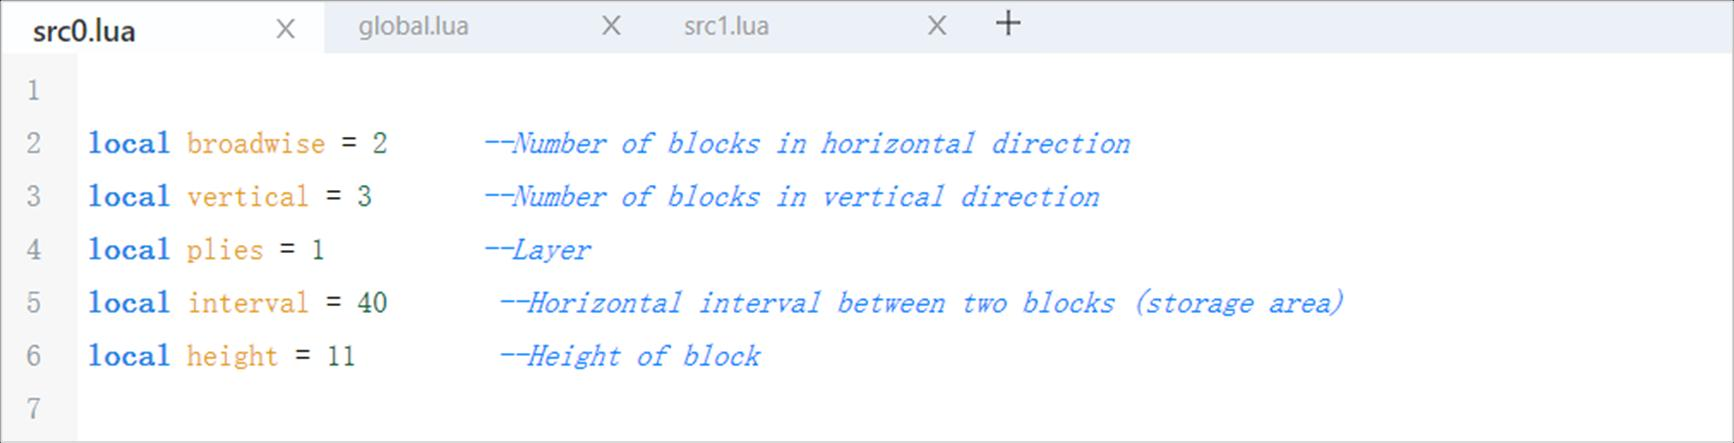 src0.lua X global.lua X src1.lua X +
1
2 local broadwise = 2 --Number of blocks in horizontal direction
3 local vertical = 3 --Number of blocks in vertical direction
4 local plies = 1 --Layer
5 local interval = 40 --Horizontal interval between two blocks (storage area)
6 local height = 11 --Height of block
7